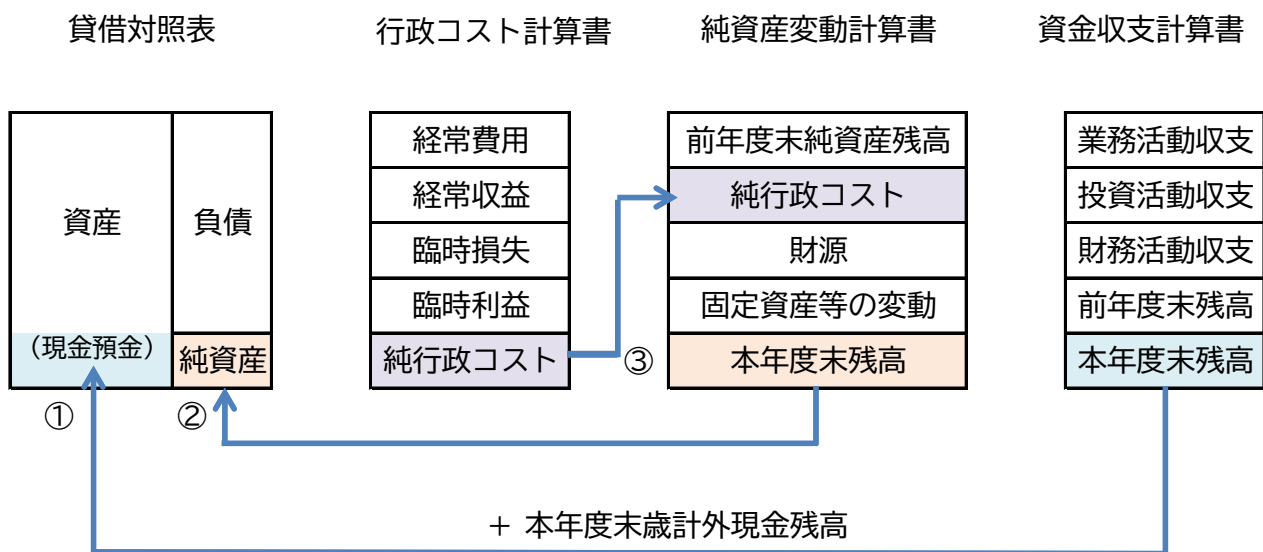 貸借対照表
行政コスト計算書
純資産変動計算書
資金収支計算書
資産
(現金預金)
負債
純資産
①
②
経常費用
経常収益
臨時損失
臨時利益
純行政コスト
③
前年度末純資産残高
純行政コスト
財源
固定資産等の変動
本年度末残高
業務活動収支
投資活動収支
財務活動収支
前年度末残高
本年度末残高
+ 本年度末歳計外現金残高